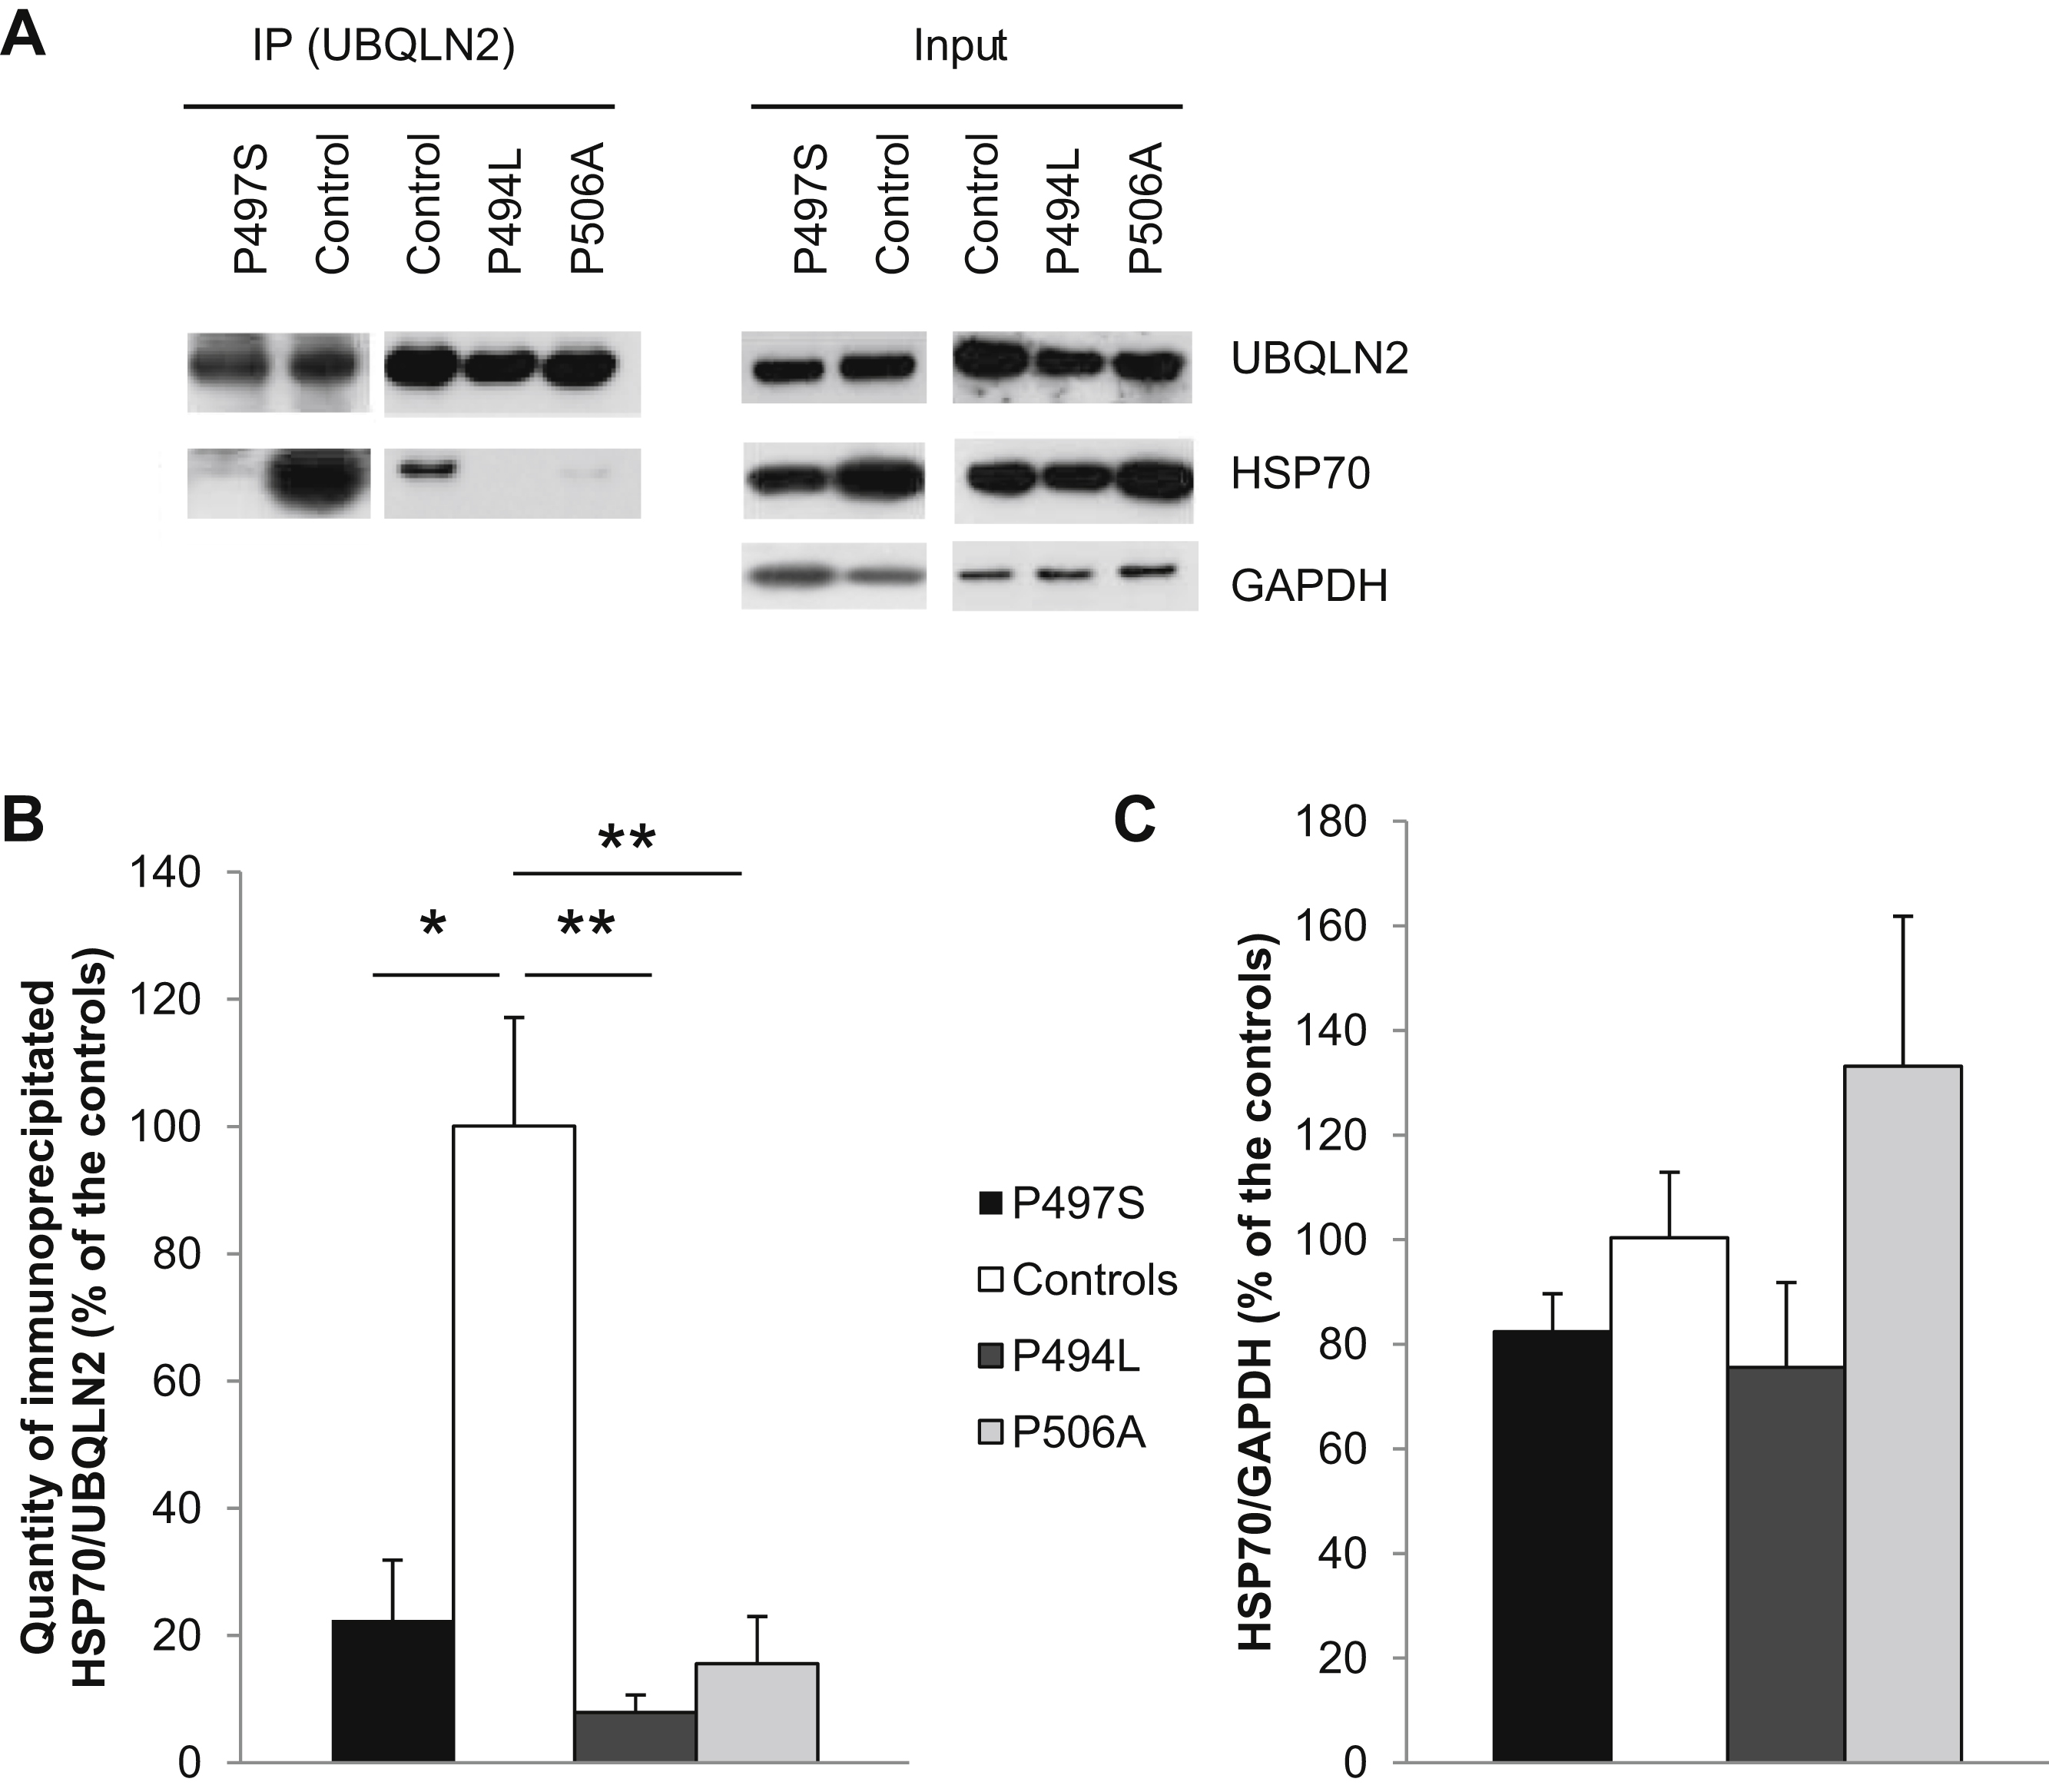 A
IP (UBQLN2)
Input
P497S
Control
Control
P494L
P506A
P497S
Control
Control
P494L
P506A
UBQLN2
HSP70
GAPDH
B
**
*
**
140
120
100
80
60
40
20
0
Quantity of immunoprecipitated
HSP70/UBQLN2 (% of the controls)
P497S
Controls
P494L
P506A
C
180
160
140
120
100
80
60
40
20
0
HSP70/GAPDH (% of the controls)